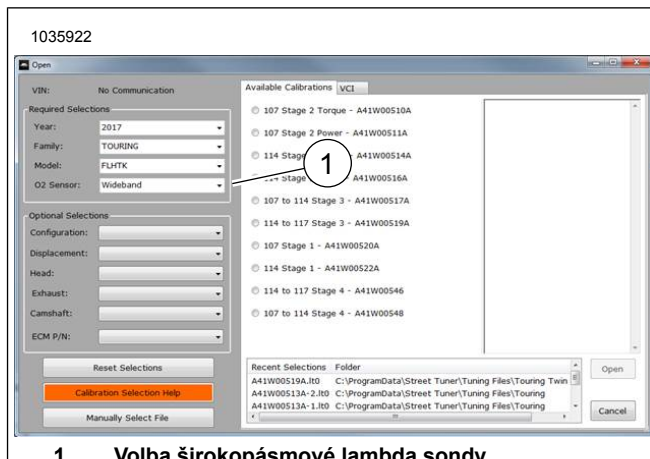 1035922
Open
VIN: No Communication
Required Selections
Year: 2017
Family: TOURING
Model: FLHTK
O2 Sensor: Wideband
Optional Selections
Configuration:
Displacement:
Head:
Exhaust:
Camshaft:
ECM P/N:
Reset Selections
Calibration Selection Help
Manually Select File
Available Calibrations VCI
107 Stage 2 Torque - A41W00510A
107 Stage 2 Power - A41W00511A
114 Stage - A41W00514A
114 Stage A41W00516A
107 to 114 Stage 3 - A41W00517A
114 to 117 Stage 3 - A41W00519A
107 Stage 1 - A41W00520A
114 Stage 1 - A41W00522A
114 to 117 Stage 4 - A41W00546
107 to 114 Stage 4 - A41W00548
1
Recent Selections Folder
A41W00519A.lt0 C:\ProgramData\Street Tuner\Tuning Files\Touring Twin
A41W00513A-2.lt0 C:\ProgramData\Street Tuner\Tuning Files\Touring
A41W00513A-1.lt0 C:\ProgramData\Street Tuner\Tuning Files\Touring
Open
Cancel
1 Volba širokopásmové lambda sondy